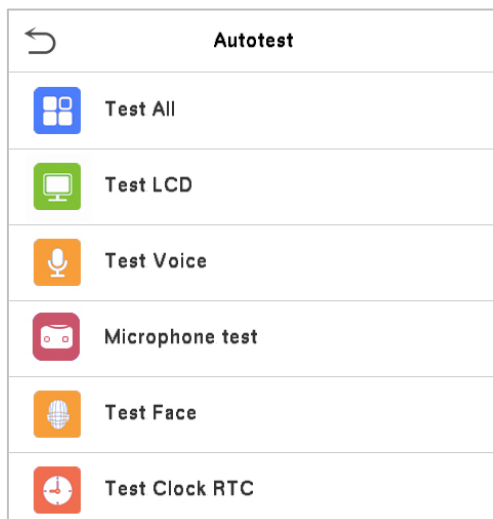 Autotest
Test All
Test LCD
Test Voice
Microphone test
Test Face
Test Clock RTC